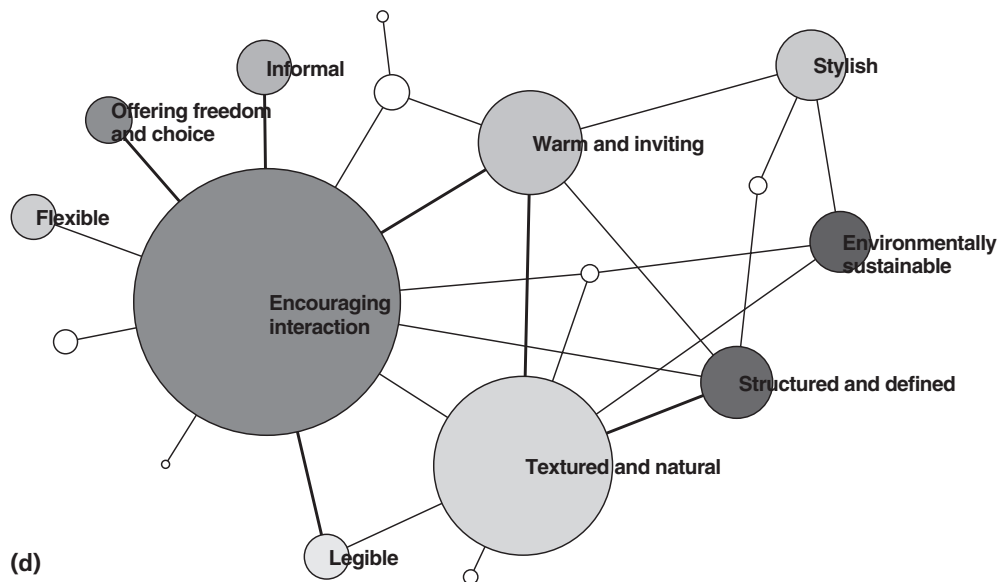 Informal
Stylish
Offering freedom
and choice
Warm and inviting
Flexible
Environmentally
sustainable
Encouraging
interaction
Structured and defined
Textured and natural
Legible
(d)